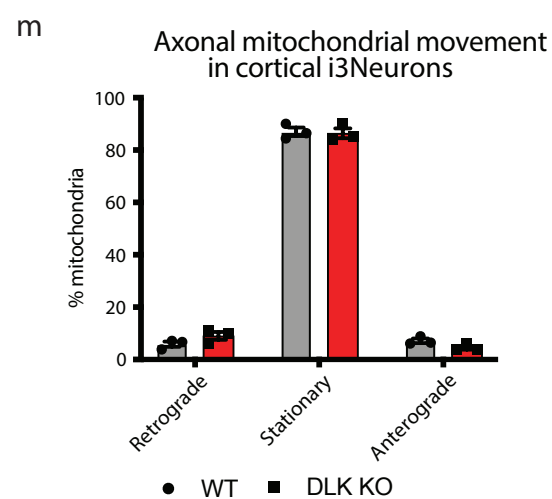 m
Axonal mitochondrial movement
in cortical i3Neurons
% mitochondria
100
80
60
40
20
0
Retrograde
Stationary
Anterograde
WT DLK KO